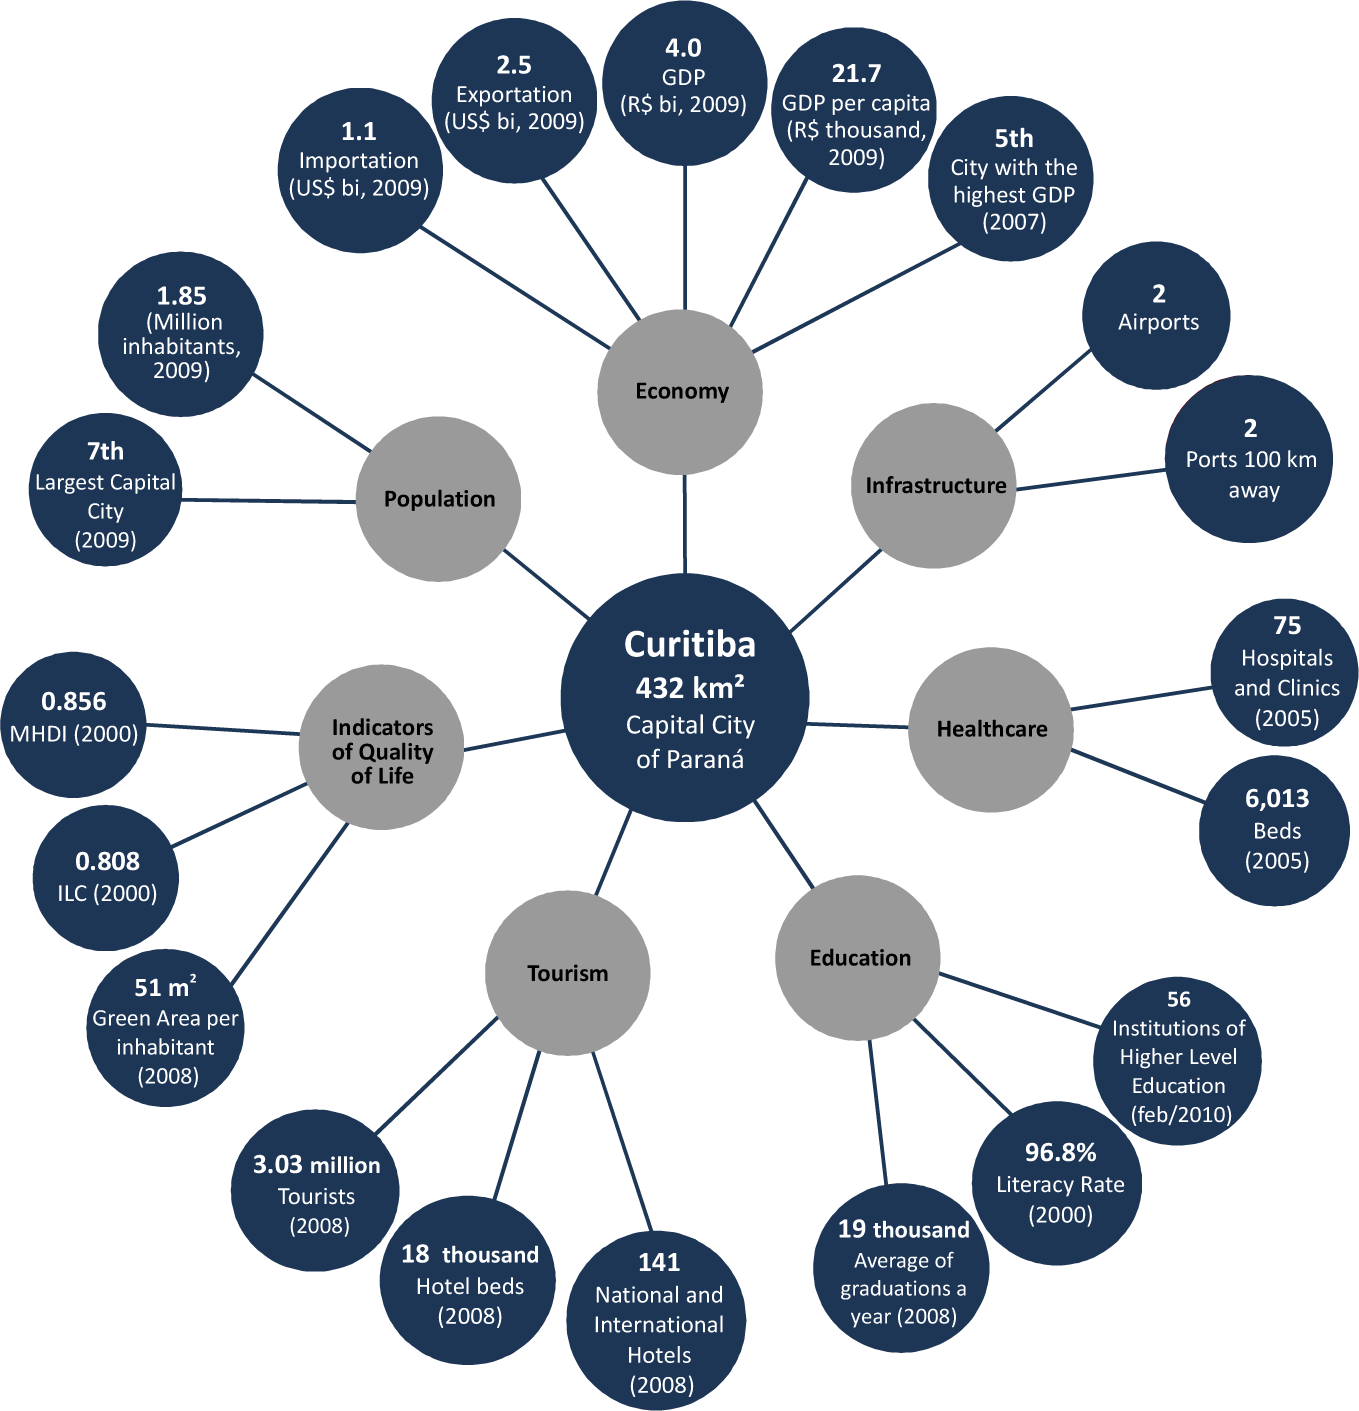 4.0
GDP
(R$ bi, 2009)
2.5
Exportation
(US$ bi, 2009)
21.7
GDP per capita
(R$ thousand,
2009)
1.1
Importation
(US$ bi, 2009)
5th
City with the
highest GDP
(2007)
1.85
(Million
inhabitants,
2009)
2
Airports
Economy
7th
Largest Capital
City
(2009)
Population
Infrastructure
2
Ports 100 km
away
Curitiba
432 km²
Capital City
of Paraná
75
Hospitals
and Clinics
(2005)
0.856
MHDI (2000)
Indicators
of Quality
of Life
Healthcare
6,013
Beds
(2005)
0.808
ILC (2000)
51 m²
Green Area per
inhabitant
(2008)
Tourism
Education
56
Institutions of
Higher Level
Education
(feb/2010)
3.03 million
Tourists
(2008)
18 thousand
Hotel beds
(2008)
141
National and
International
Hotels
(2008)
19 thousand
Average of
graduations a
year (2008)
96.8%
Literacy Rate
(2000)